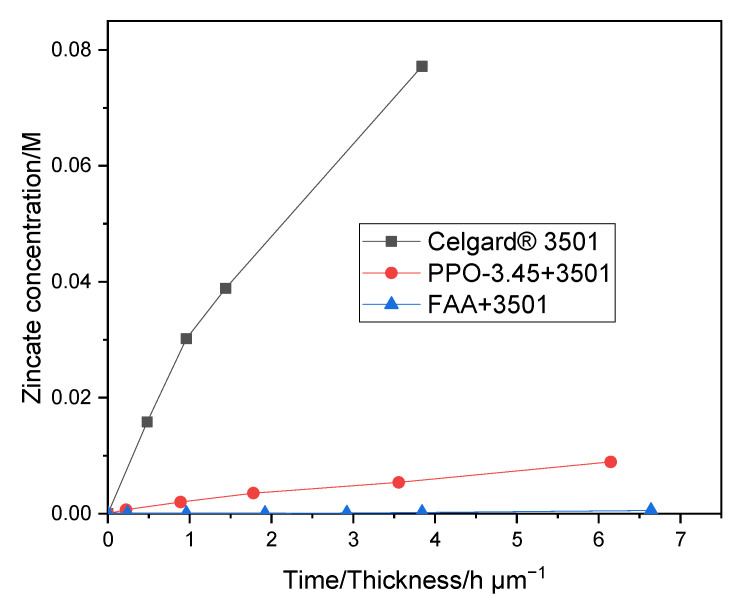 0.08
0.06
0.04
0.02
0.00
Zincate concentration/M
Celgard® 3501
PPO-3.45+3501
FAA+3501
0 1 2 3 4 5 6 7
Time/Thickness/h μm⁻¹